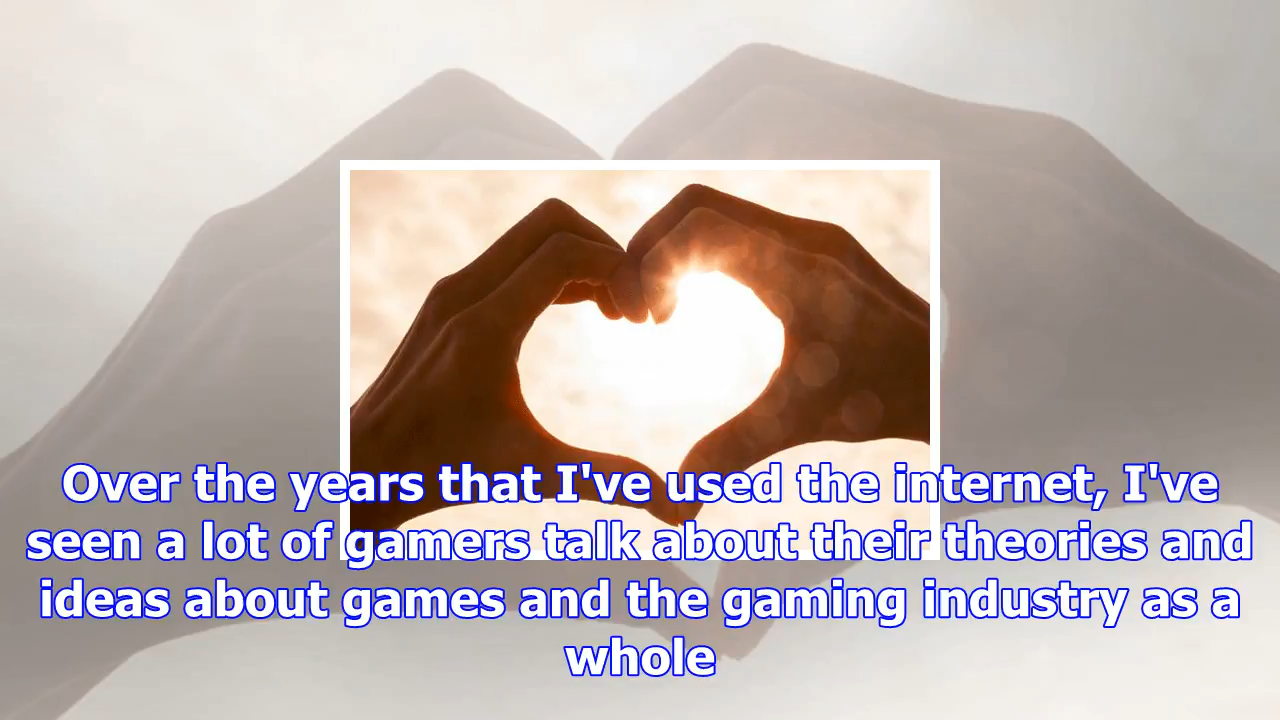 Over the years that I've used the internet, I've
seen a lot of gamers talk about their theories and
ideas about games and the gaming industry as a
whole